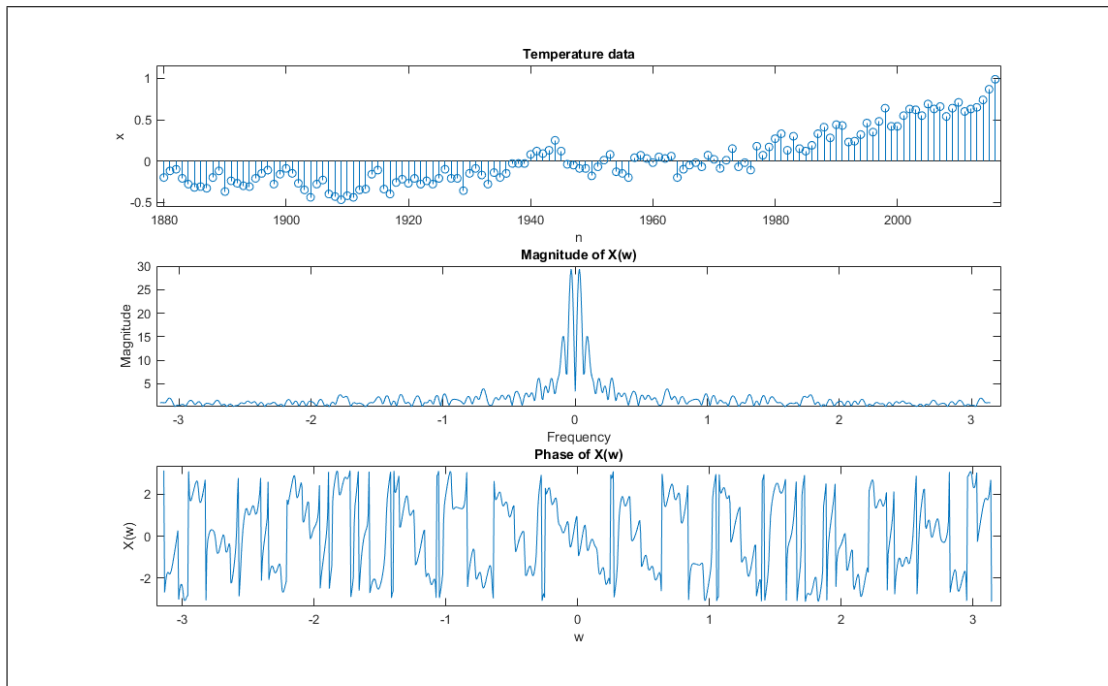 Temperature data
1
0.5
0
-0.5
x
1880 1900 1920 1940 1960 1980 2000
n
Magnitude of X(w)
30
25
20
15
10
5
Magnitude
-3 -2 -1 0 1 2 3
Frequency
Phase of X(w)
2
0
-2
X(w)
-3 -2 -1 0 1 2 3
w